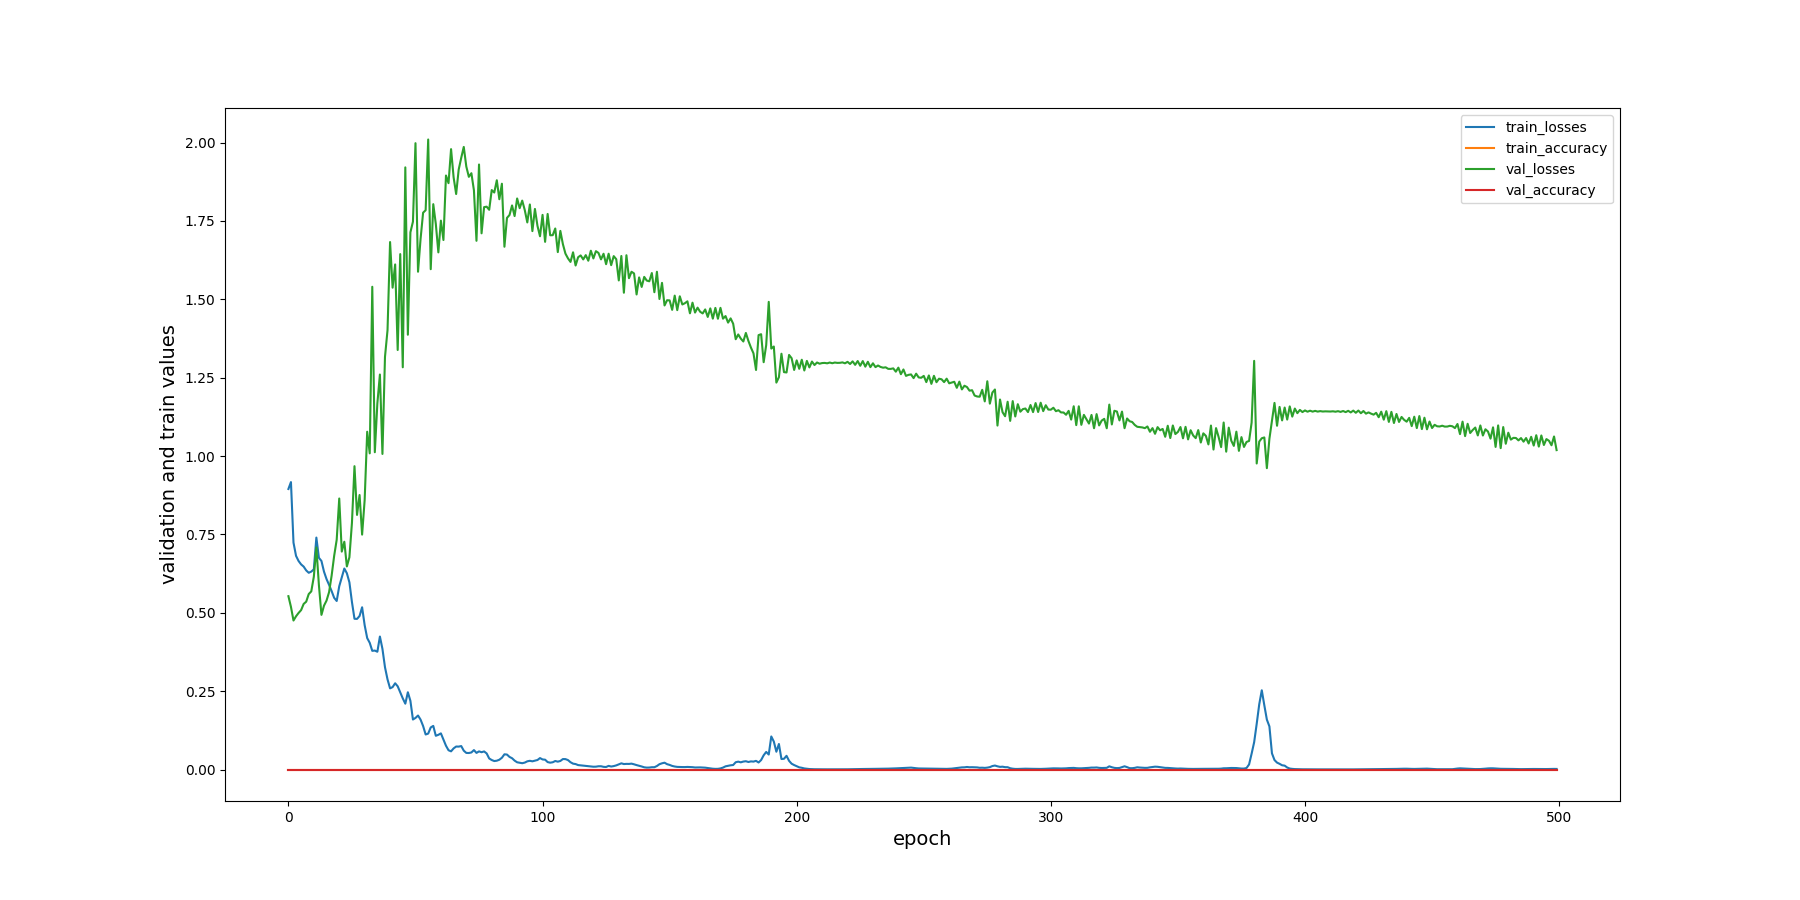 train_losses
train_accuracy
val_losses
val_accuracy
validation and train values
2.00
1.75
1.50
1.25
1.00
0.75
0.50
0.25
0.00
0 100 200 300 400 500
epoch